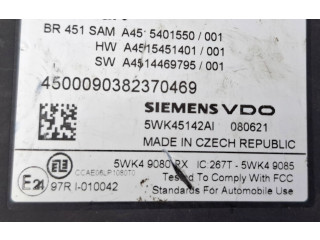 BR 451 SAM A45 5401550 / 001
HW A4515451401 / 001
SW A4514469795 / 001
4500090382370469
SIEMENS VDO
5WK45142AI 080621
MADE IN CZECH REPUBLIC
5WK4 9080 RX IC:267T - 5WK4 9085
CCAE06LP1080T0
Tested To Comply With FCC
E24 97R I-010042
Standards For Automobile Use